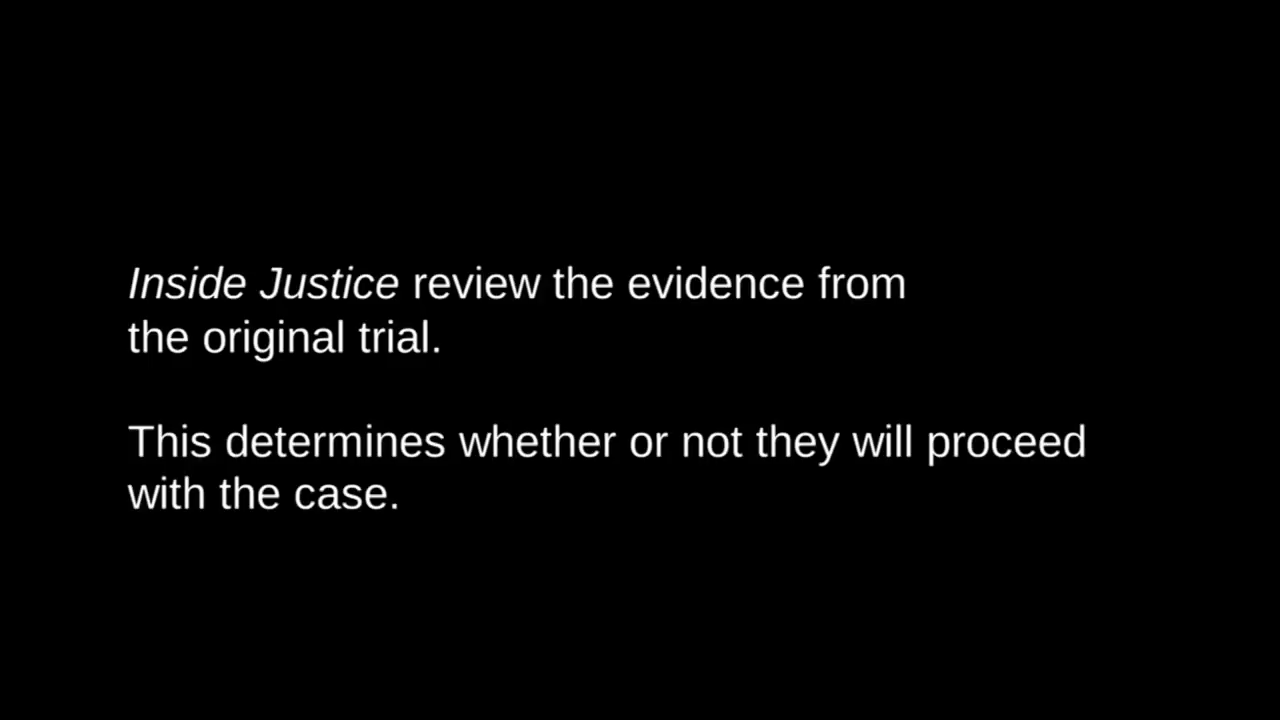 Inside Justice review the evidence from
the original trial.
This determines whether or not they will proceed
with the case.